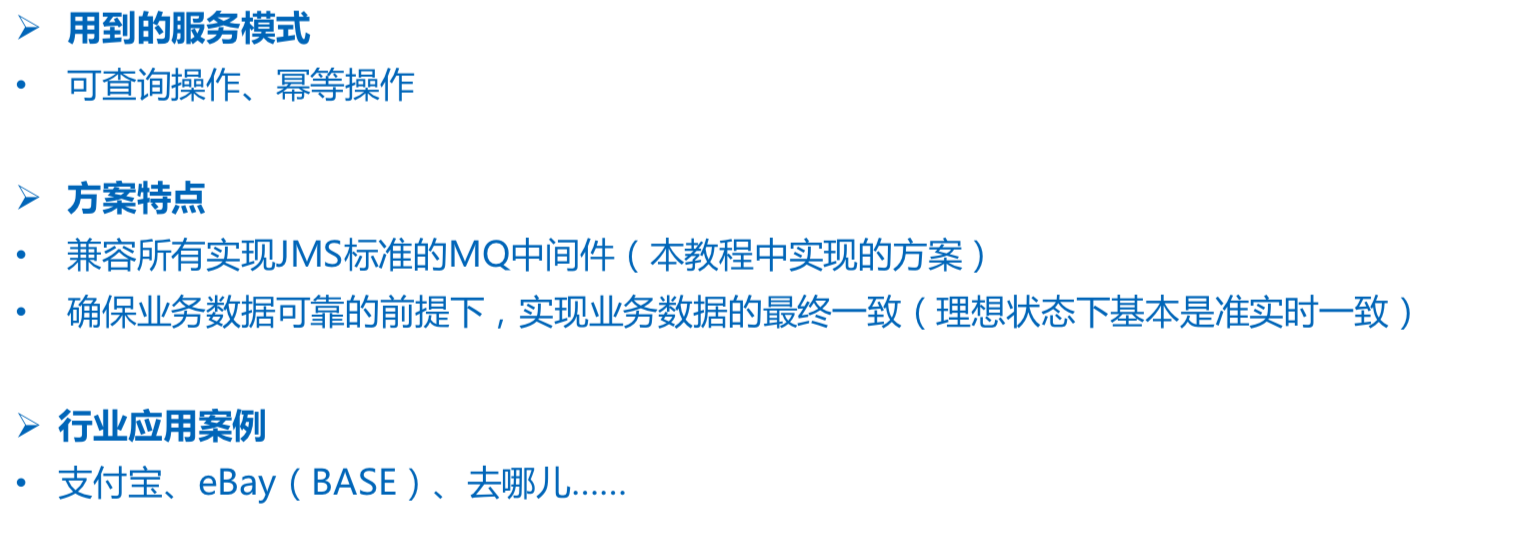 ➢ 用到的服务模式
• 可查询操作、幂等操作
➢ 方案特点
• 兼容所有实现JMS标准的MQ中间件（本教程中实现的方案）
• 确保业务数据可靠的前提下，实现业务数据的最终一致（理想状态下基本是准实时一致）
➢ 行业应用案例
• 支付宝、eBay（BASE）、去哪儿……